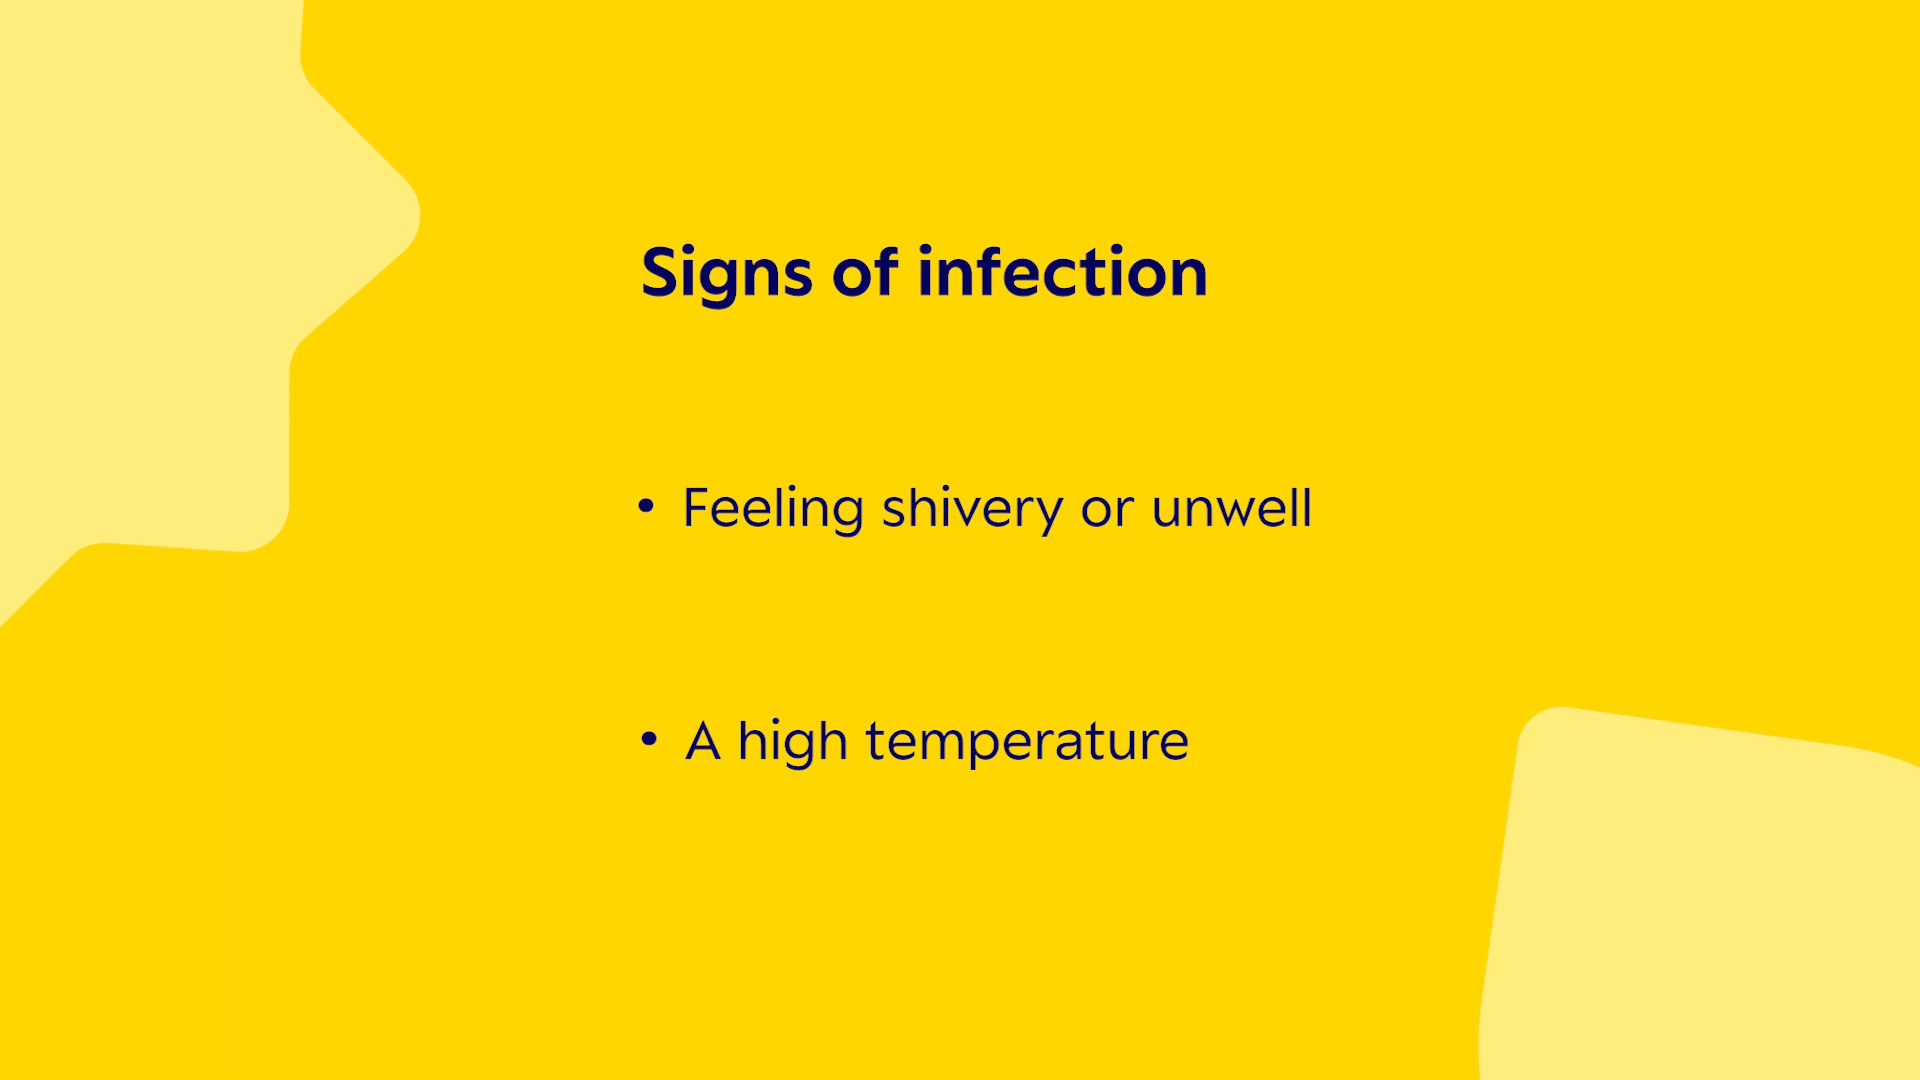 Signs of infection
• Feeling shivery or unwell
• A high temperature